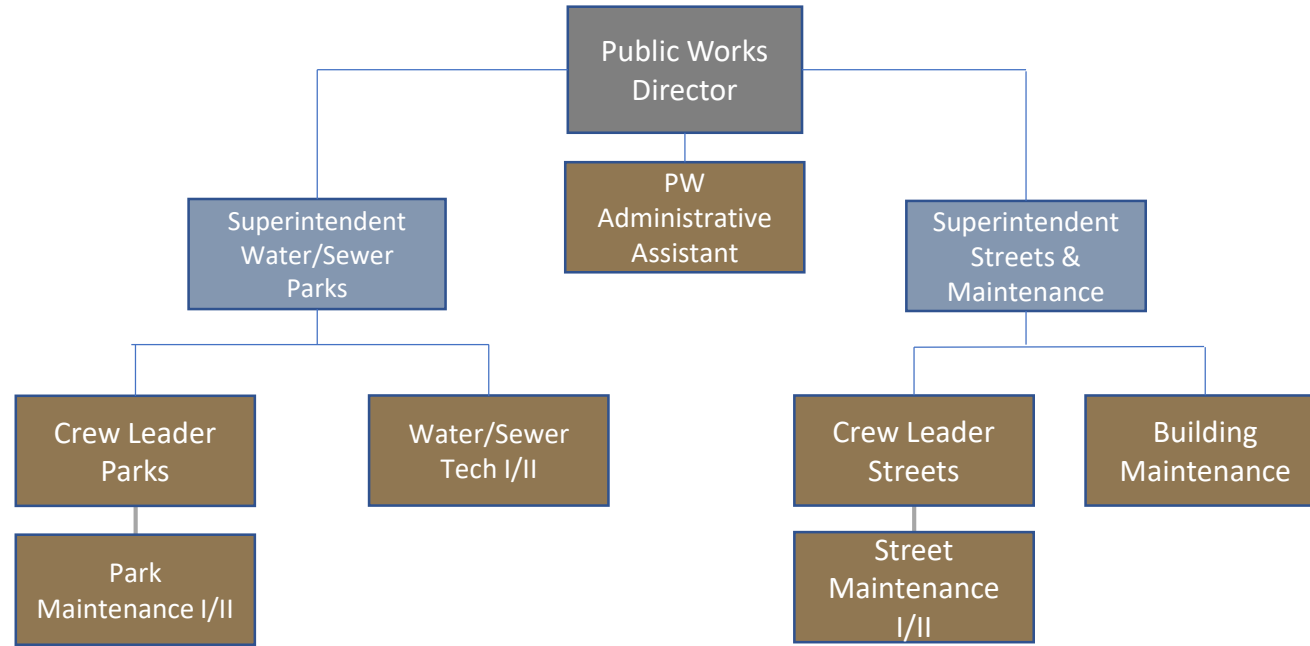 Public Works
Director
PW
Administrative
Assistant
Superintendent
Water/Sewer
Parks
Superintendent
Streets &
Maintenance
Crew Leader
Parks
Water/Sewer
Tech I/II
Crew Leader
Streets
Building
Maintenance
Park
Maintenance I/II
Street
Maintenance
I/II